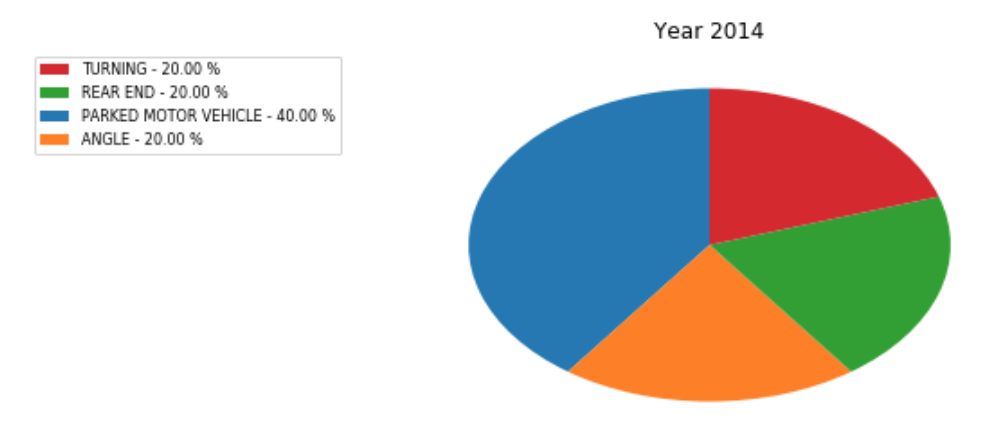 Year 2014
TURNING - 20.00 %
REAR END - 20.00 %
PARKED MOTOR VEHICLE - 40.00 %
ANGLE - 20.00 %